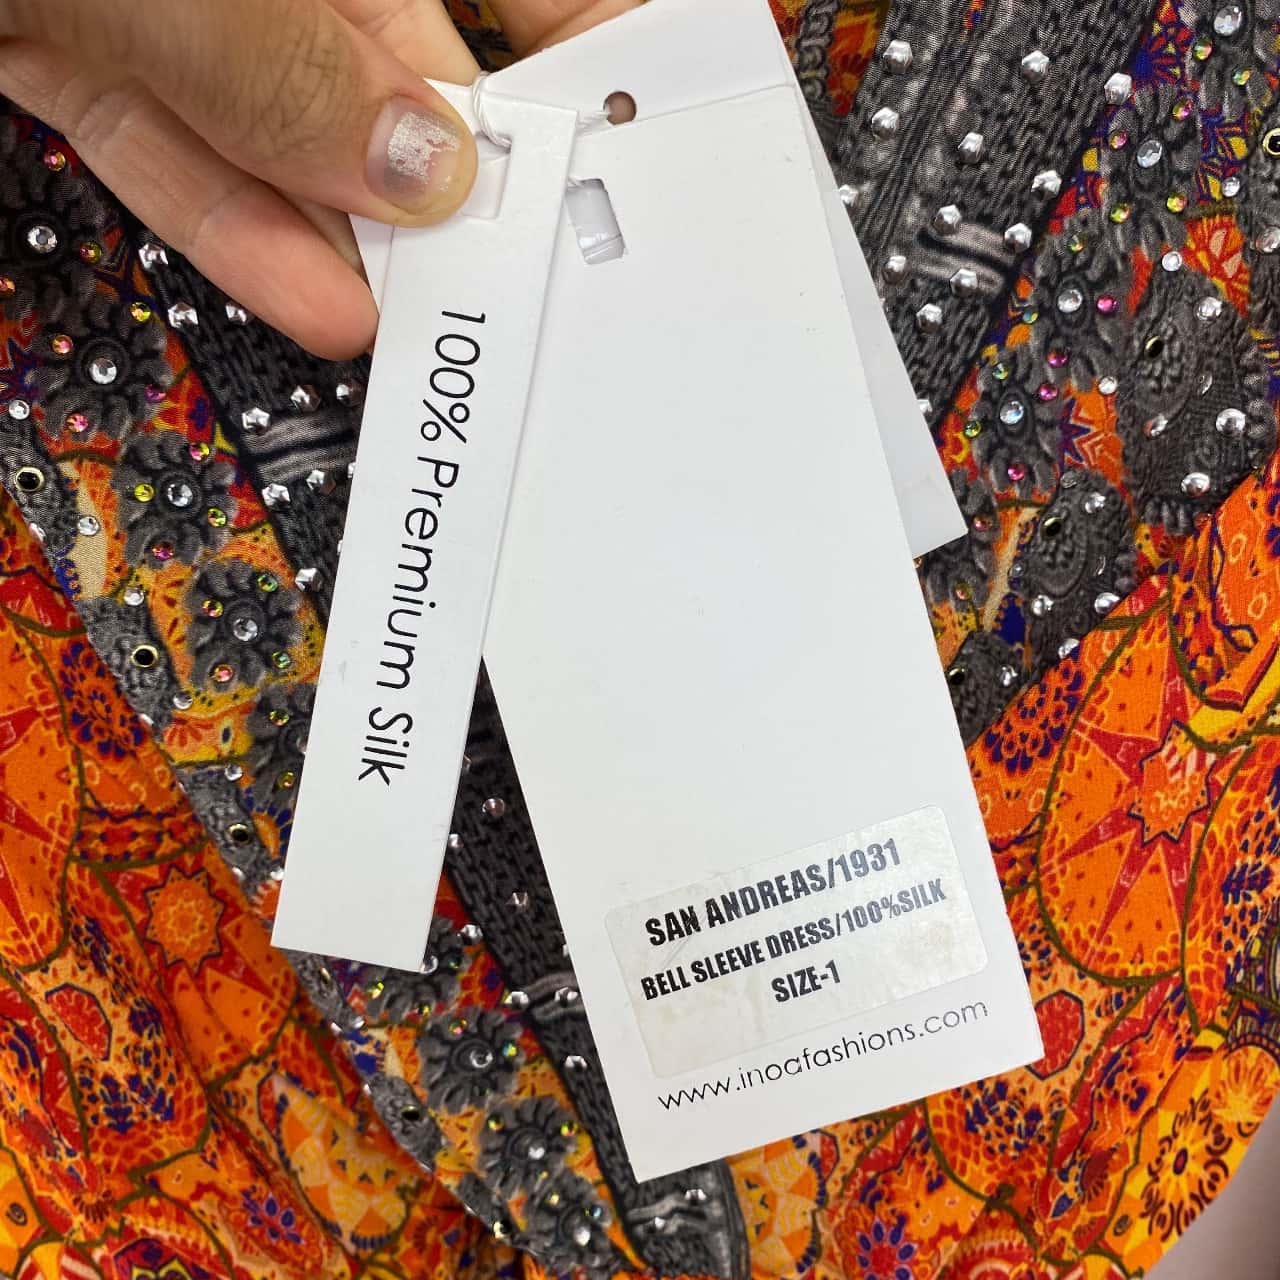 100% Premium Silk
SAN ANDREAS/1931
BELL SLEEVE DRESS/100%SILK
SIZE-1
www.inoafashions.com